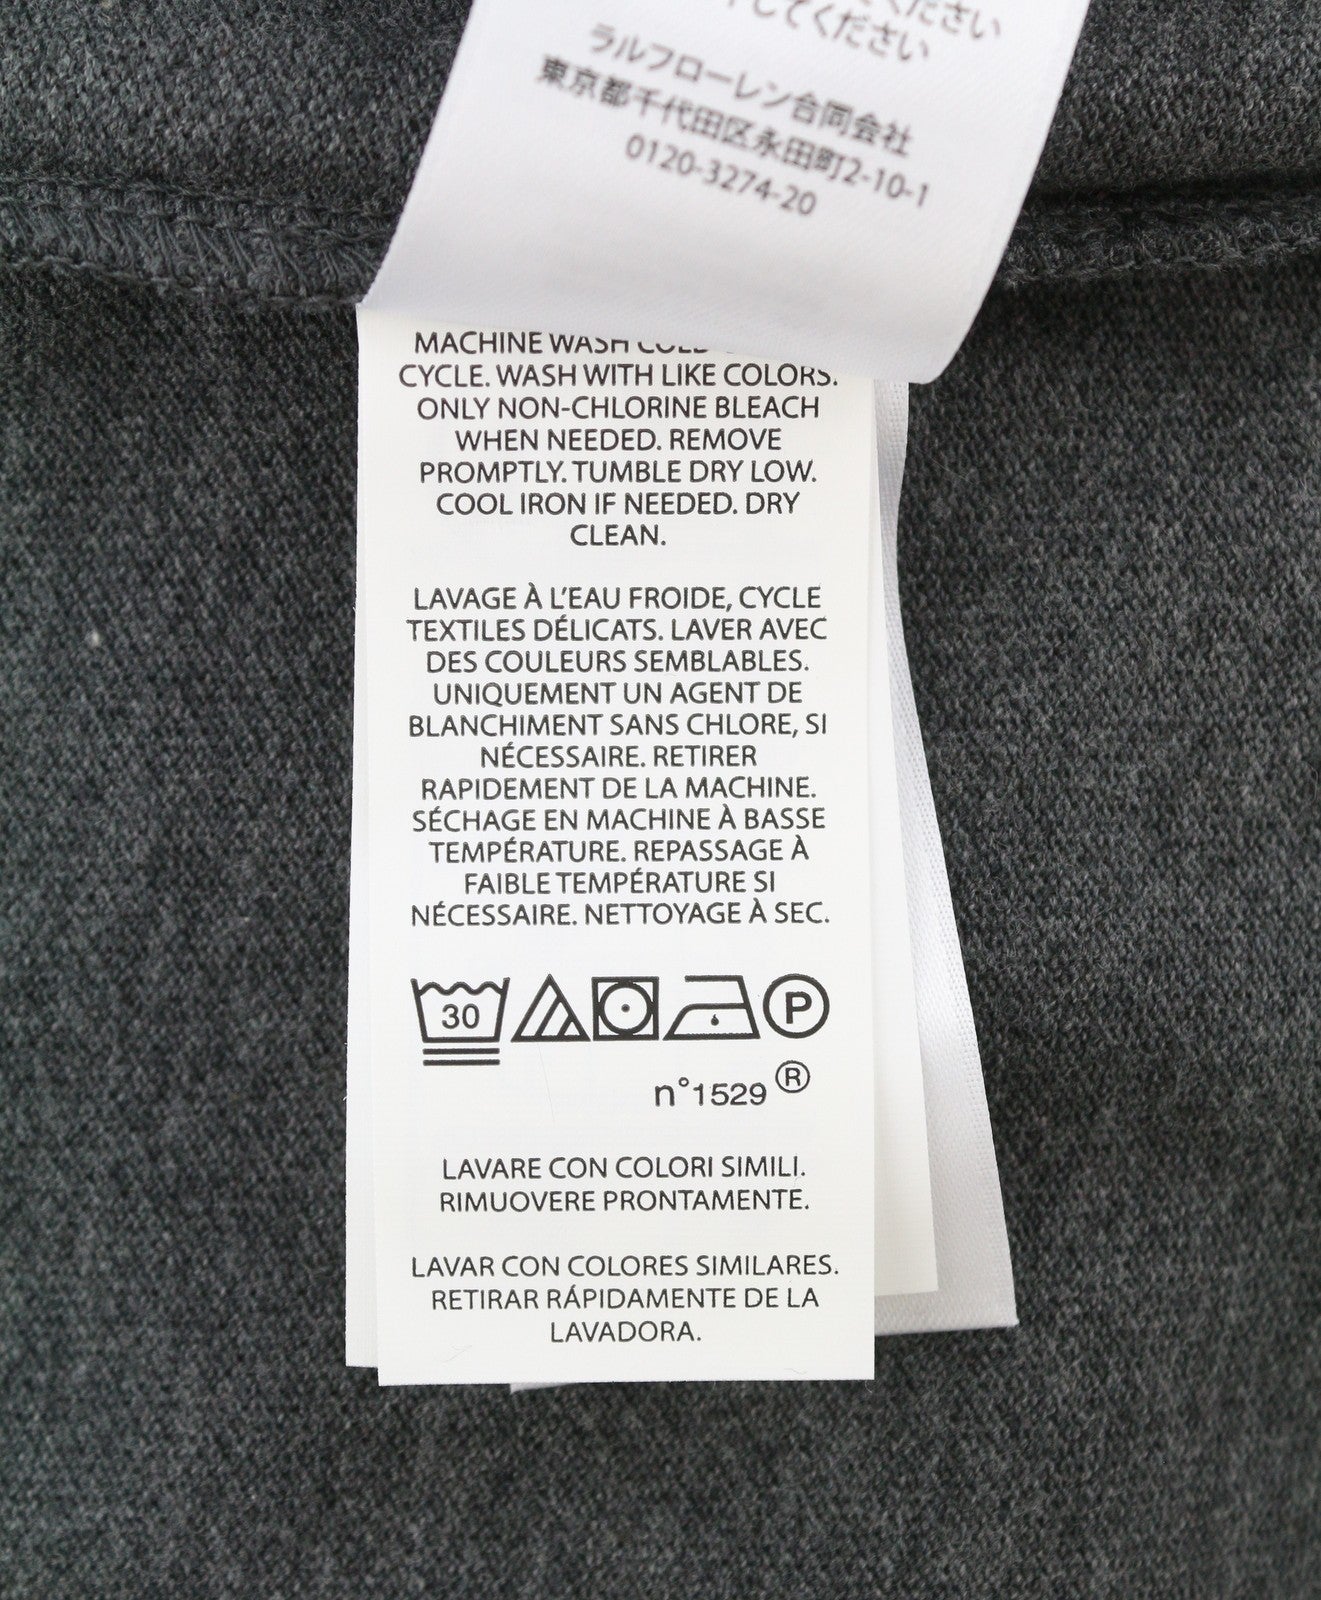 ください
してください
ラルフローレン合同会社
東京都千代田区永田町2-10-1
0120-3274-20
MACHINE WASH COLD
CYCLE. WASH WITH LIKE COLORS.
ONLY NON-CHLORINE BLEACH
WHEN NEEDED. REMOVE
PROMPTLY. TUMBLE DRY LOW.
COOL IRON IF NEEDED. DRY
CLEAN.
LAVAGE À L'EAU FROIDE, CYCLE
TEXTILES DÉLICATS. LAVER AVEC
DES COULEURS SEMBLABLES.
UNIQUEMENT UN AGENT DE
BLANCHIMENT SANS CHLORE, SI
NÉCESSAIRE. RETIRER
RAPIDEMENT DE LA MACHINE.
SÉCHAGE EN MACHINE À BASSE
TEMPÉRATURE. REPASSAGE À
FAIBLE TEMPÉRATURE SI
NÉCESSAIRE. NETTOYAGE À SEC.
30 P
n°1529 ®
LAVARE CON COLORI SIMILI.
RIMUOVERE PRONTAMENTE.
LAVAR CON COLORES SIMILARES.
RETIRAR RÁPIDAMENTE DE LA
LAVADORA.